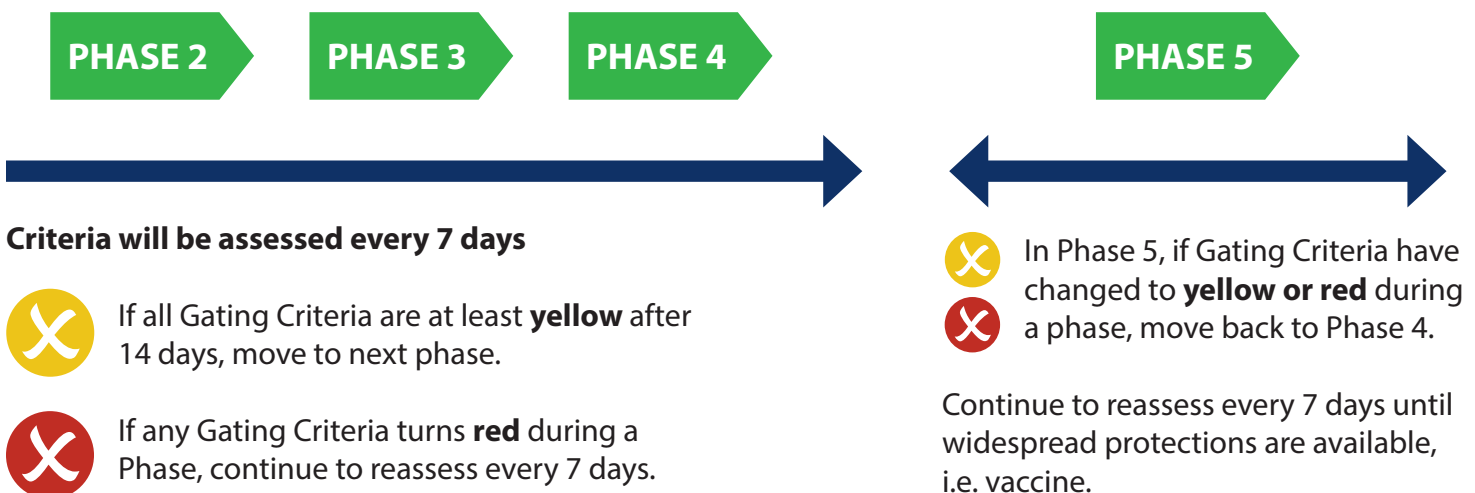 PHASE 2
PHASE 3
PHASE 4
Criteria will be assessed every 7 days
If all Gating Criteria are at least yellow after
14 days, move to next phase.
If any Gating Criteria turns red during a
Phase, continue to reassess every 7 days.
PHASE 5
In Phase 5, if Gating Criteria have
changed to yellow or red during
a phase, move back to Phase 4.
Continue to reassess every 7 days until
widespread protections are available,
i.e. vaccine.